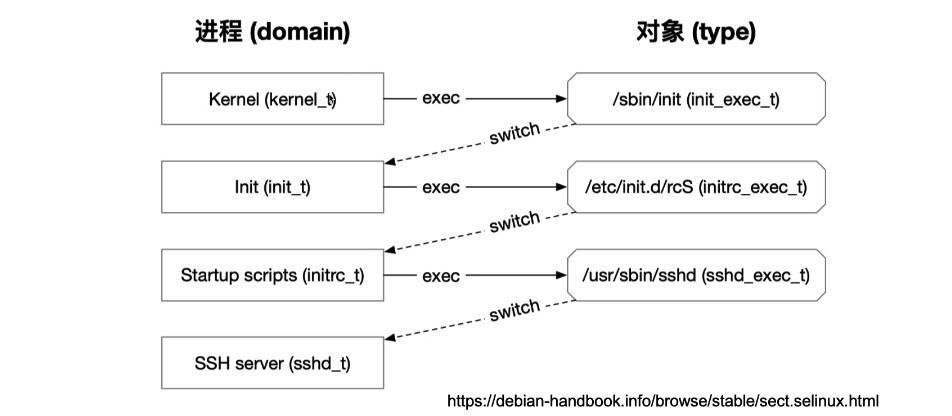 进程 (domain) 对象 (type)
Kernel (kernel_t) exec /sbin/init (init_exec_t)
switch
Init (init_t) exec /etc/init.d/rcS (initrc_exec_t)
switch
Startup scripts (initrc_t) exec /usr/sbin/sshd (sshd_exec_t)
switch
SSH server (sshd_t)
https://debian-handbook.info/browse/stable/sect.selinux.html